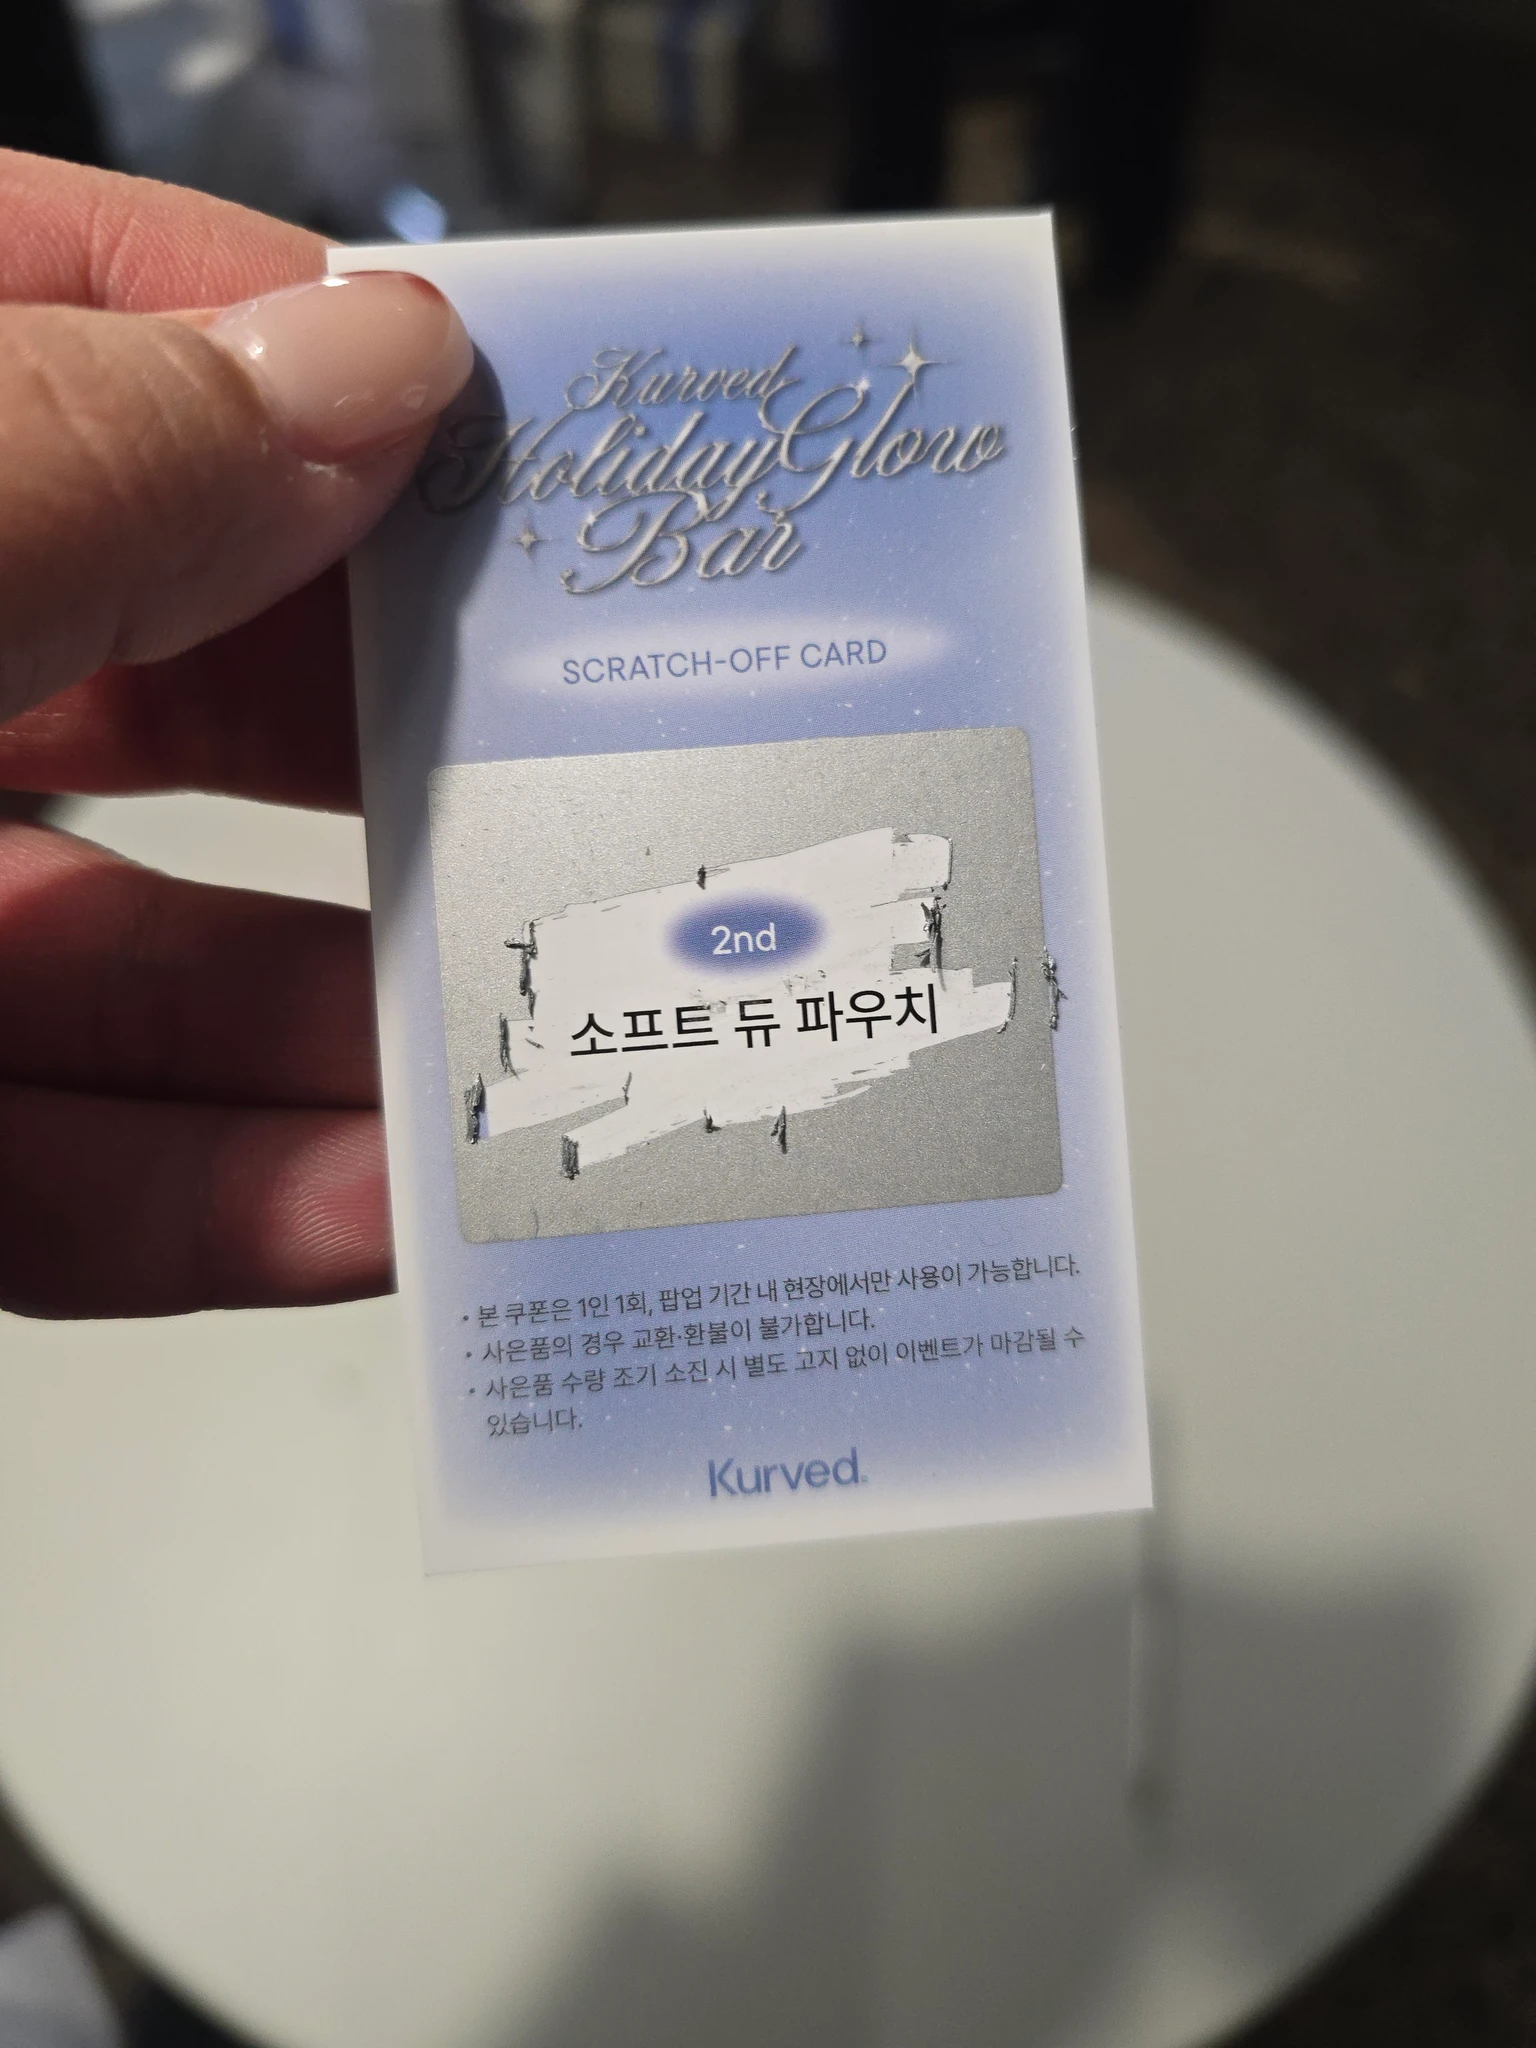 Kurved
Holiday Glow
Bar
SCRATCH-OFF CARD
2nd
소프트 듀 파우치
• 본 쿠폰은 1인 1회, 팝업 기간 내 현장에서만 사용이 가능합니다.
• 사은품의 경우 교환·환불이 불가합니다.
• 사은품 수량 조기 소진 시 별도 고지 없이 이벤트가 마감될 수
있습니다.
Kurved.